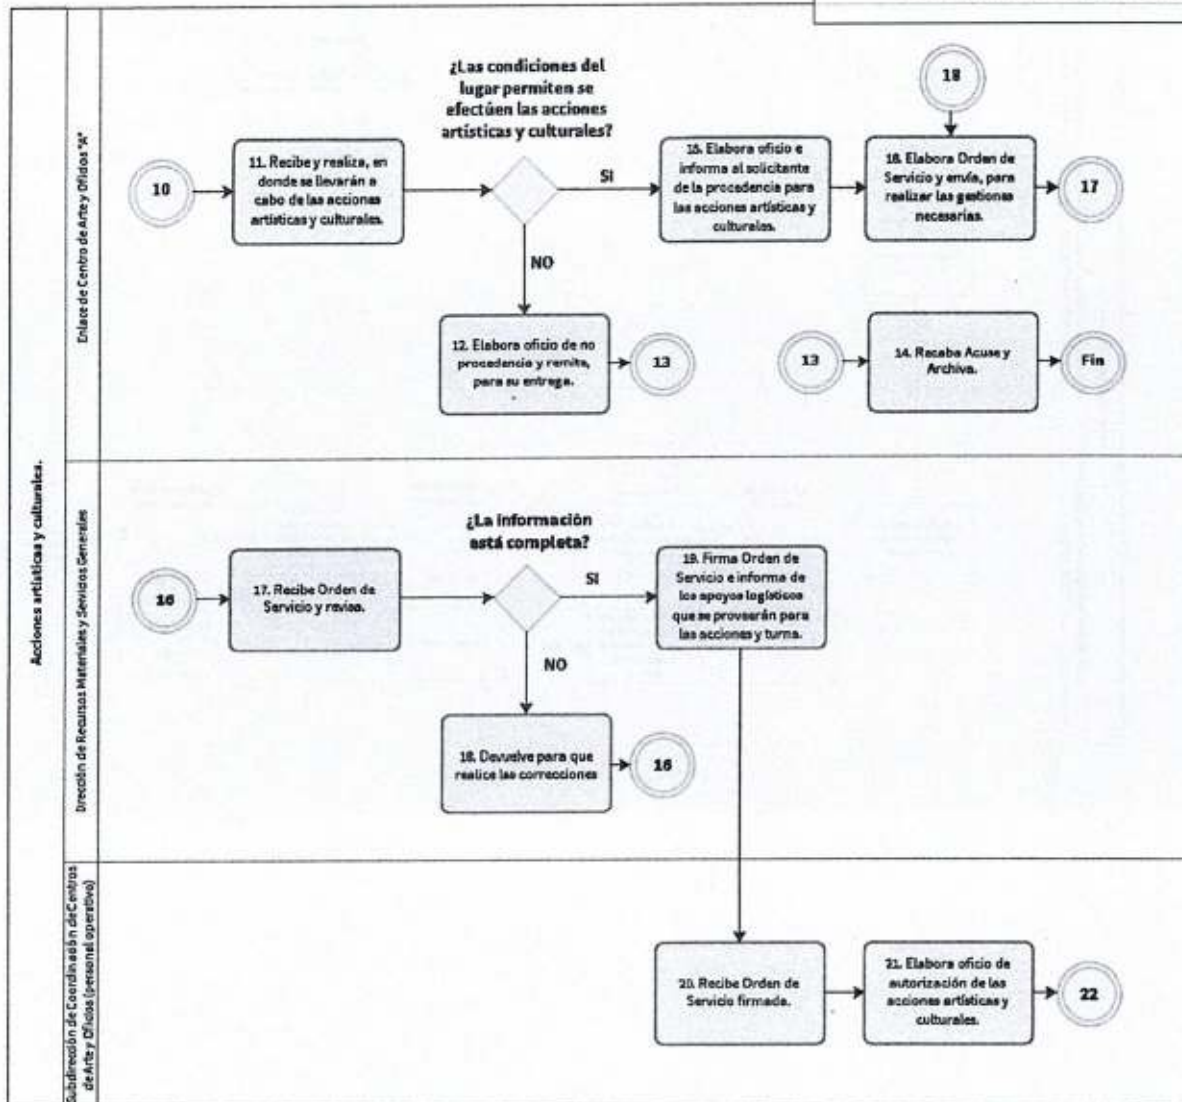 Acciones artísticas y culturales.
Enlace de Centro de Arte y Oficios "A"
¿Las condiciones del
lugar permiten se
efectúen las acciones
artísticas y culturales?
10
11. Recibe y realiza, en
donde se llevarán a
cabo de las acciones
artísticas y culturales.
SI
15. Elabora oficio e
informa al solicitante
de la procedencia para
las acciones artísticas y
culturales.
18
16. Elabora Orden de
Servicio y envía, para
realizar las gestiones
necesarias.
17
NO
12. Elabora oficio de no
procedencia y remite,
para su entrega.
13
13
14. Recaba Acuse y
Archiva.
Fin
Dirección de Recursos Materiales y Servicios Generales
¿La información
está completa?
16
17. Recibe Orden de
Servicio y revisa.
SI
19. Firma Orden de
Servicio e informa de
los apoyos logísticos
que se proveerán para
las acciones y turna.
NO
18. Devuelve para que
realice las correcciones
16
Subdirección de Coordinación de Centros
de Arte y Oficios (personal operativo)
20. Recibe Orden de
Servicio firmada.
21. Elabora oficio de
autorización de las
acciones artísticas y
culturales.
22